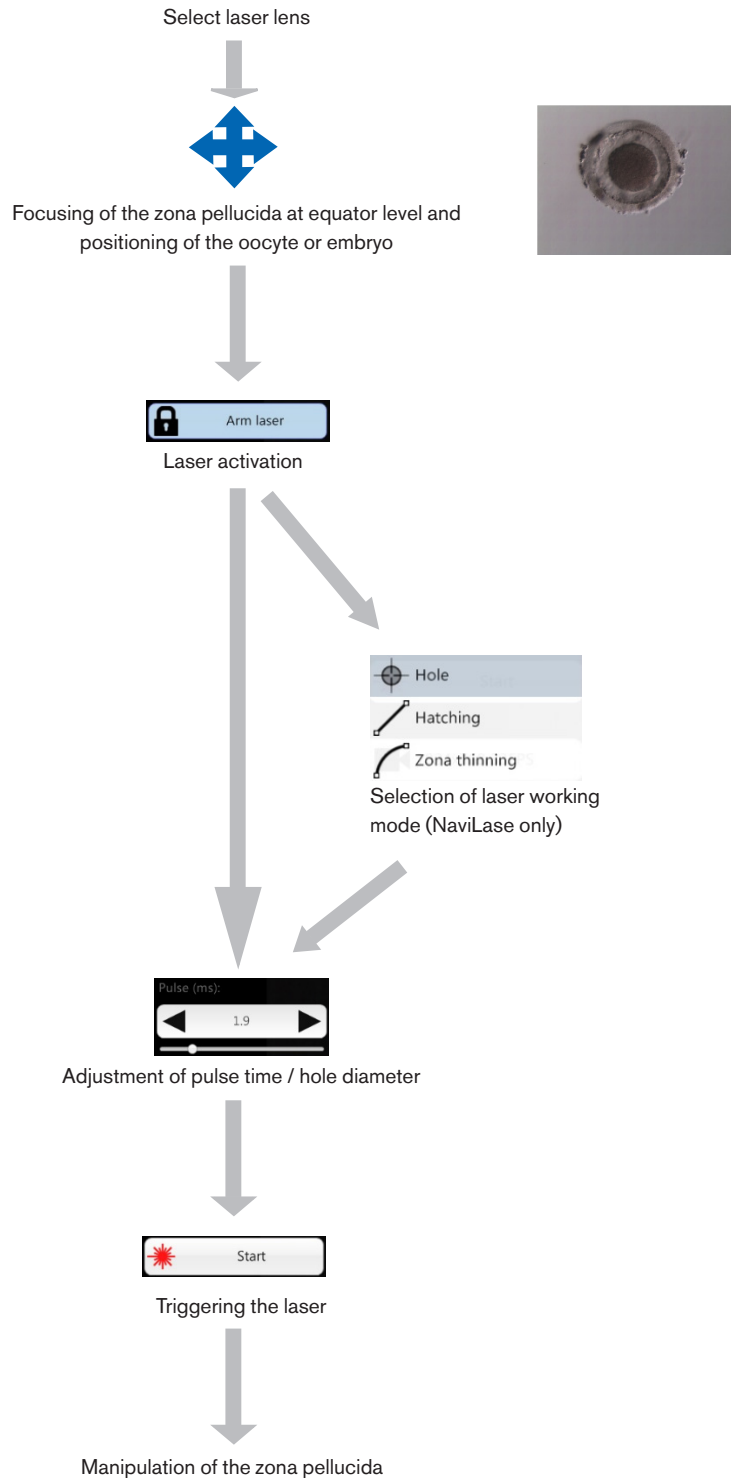 Select laser lens
Focusing of the zona pellucida at equator level and
positioning of the oocyte or embryo
Arm laser
Laser activation
Hole
Start
Hatching
Zona thinning
Selection of laser working
mode (NaviLase only)
Pulse (ms):
1.9
Adjustment of pulse time / hole diameter
Start
Triggering the laser
Manipulation of the zona pellucida